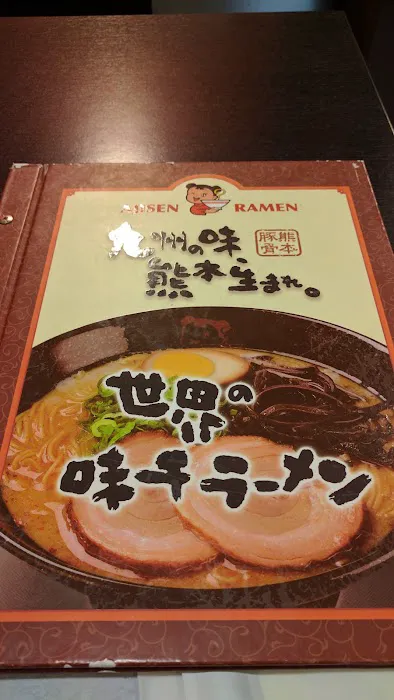 AJISEN RAMEN
九州の味、
熊本生まれ。
熊本
豚骨
世界の
味千ラーメン